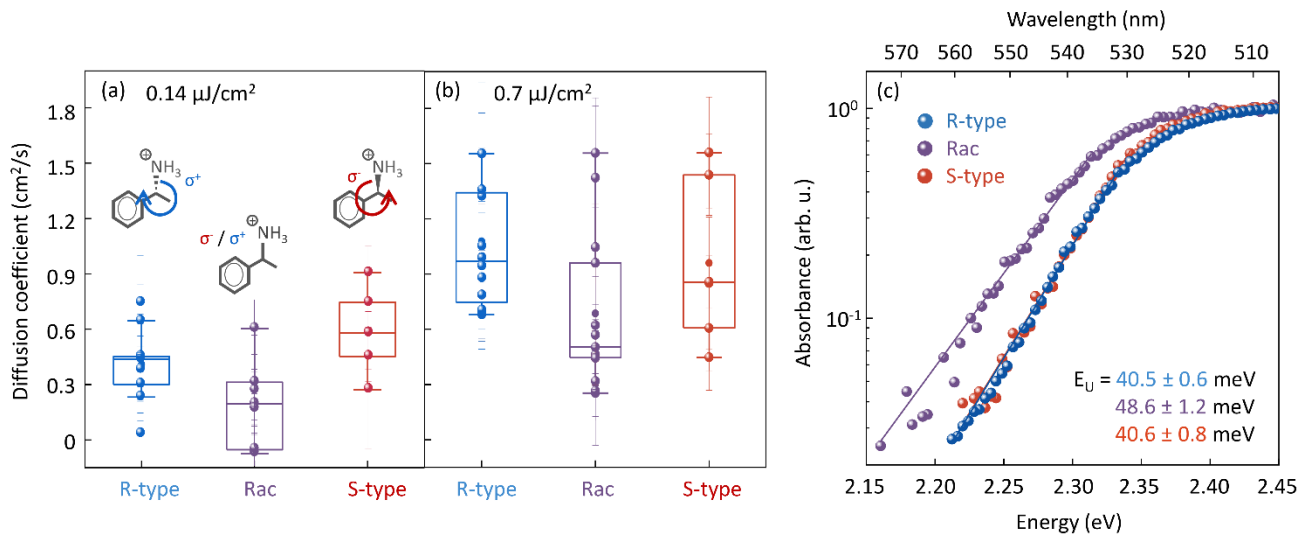 (a) 0.14 µJ/cm²
Diffusion coefficient (cm²/s)
1.8
1.5
1.2
0.9
0.6
0.3
0
⊕
NH₃
σ⁺
⊕
NH₃
σ⁻ / σ⁺
⊕
NH₃
σ⁻
R-type Rac S-type
(b) 0.7 µJ/cm²
R-type Rac S-type
Wavelength (nm)
570 560 550 540 530 520 510
(c)
R-type
Rac
S-type
Absorbance (arb. u.)
10⁰
10⁻¹
E_U = 40.5 ± 0.6 meV
48.6 ± 1.2 meV
40.6 ± 0.8 meV
2.15 2.20 2.25 2.30 2.35 2.40 2.45
Energy (eV)